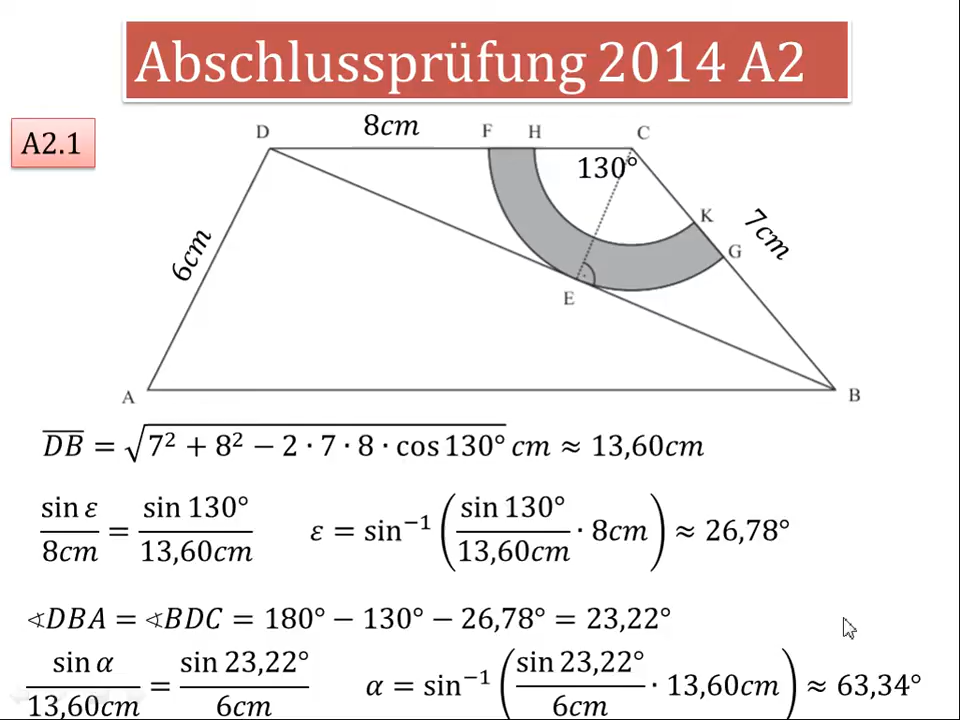 Abschlussprüfung 2014 A2
A2.1
D 8cm F H C
130°
6cm
K
7cm
G
E
A B
\overline{DB} = √(7² + 8² − 2 · 7 · 8 · cos 130°) cm ≈ 13,60cm
sin ε / 8cm = sin 130° / 13,60cm    ε = sin⁻¹ (sin 130° / 13,60cm · 8cm) ≈ 26,78°
∢DBA = ∢BDC = 180° − 130° − 26,78° = 23,22°
sin α / 13,60cm = sin 23,22° / 6cm    α = sin⁻¹ (sin 23,22° / 6cm · 13,60cm) ≈ 63,34°